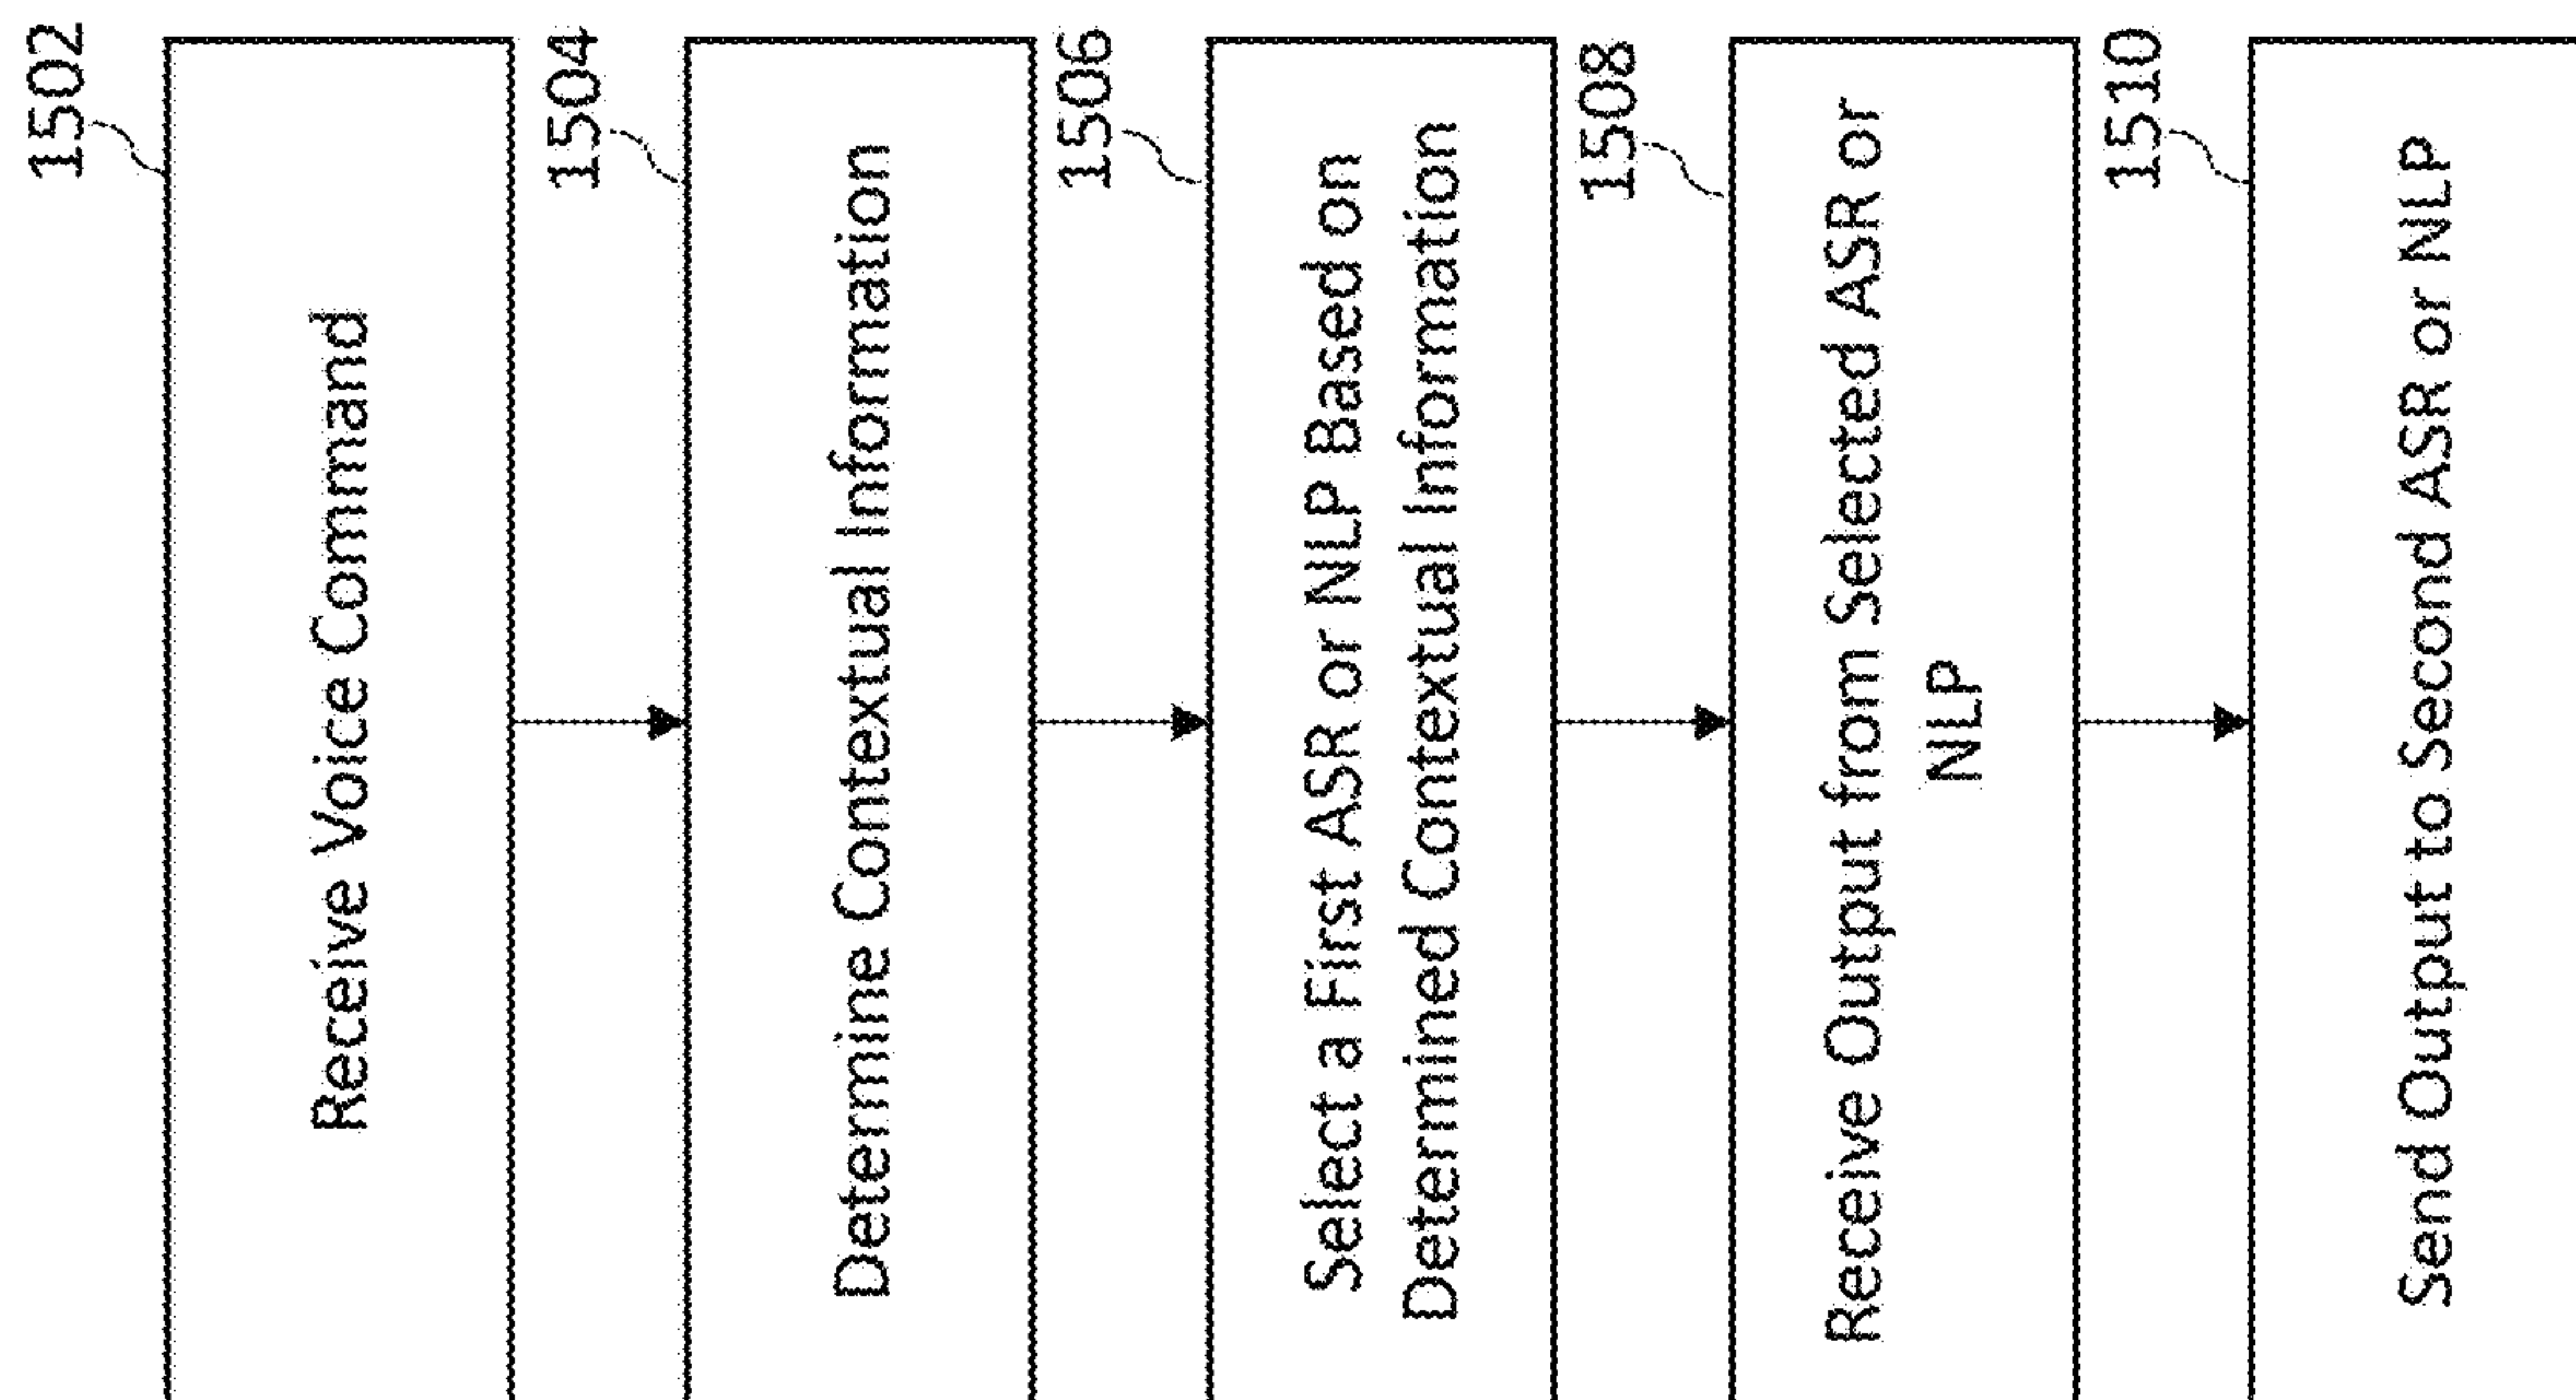 1502
Receive Voice Command
1504
Determine Contextual Information
1506
Select a First ASR or NLP Based on
Determined Contextual Information
1508
Receive Output from Selected ASR or
NLP
1510
Send Output to Second ASR or NLP